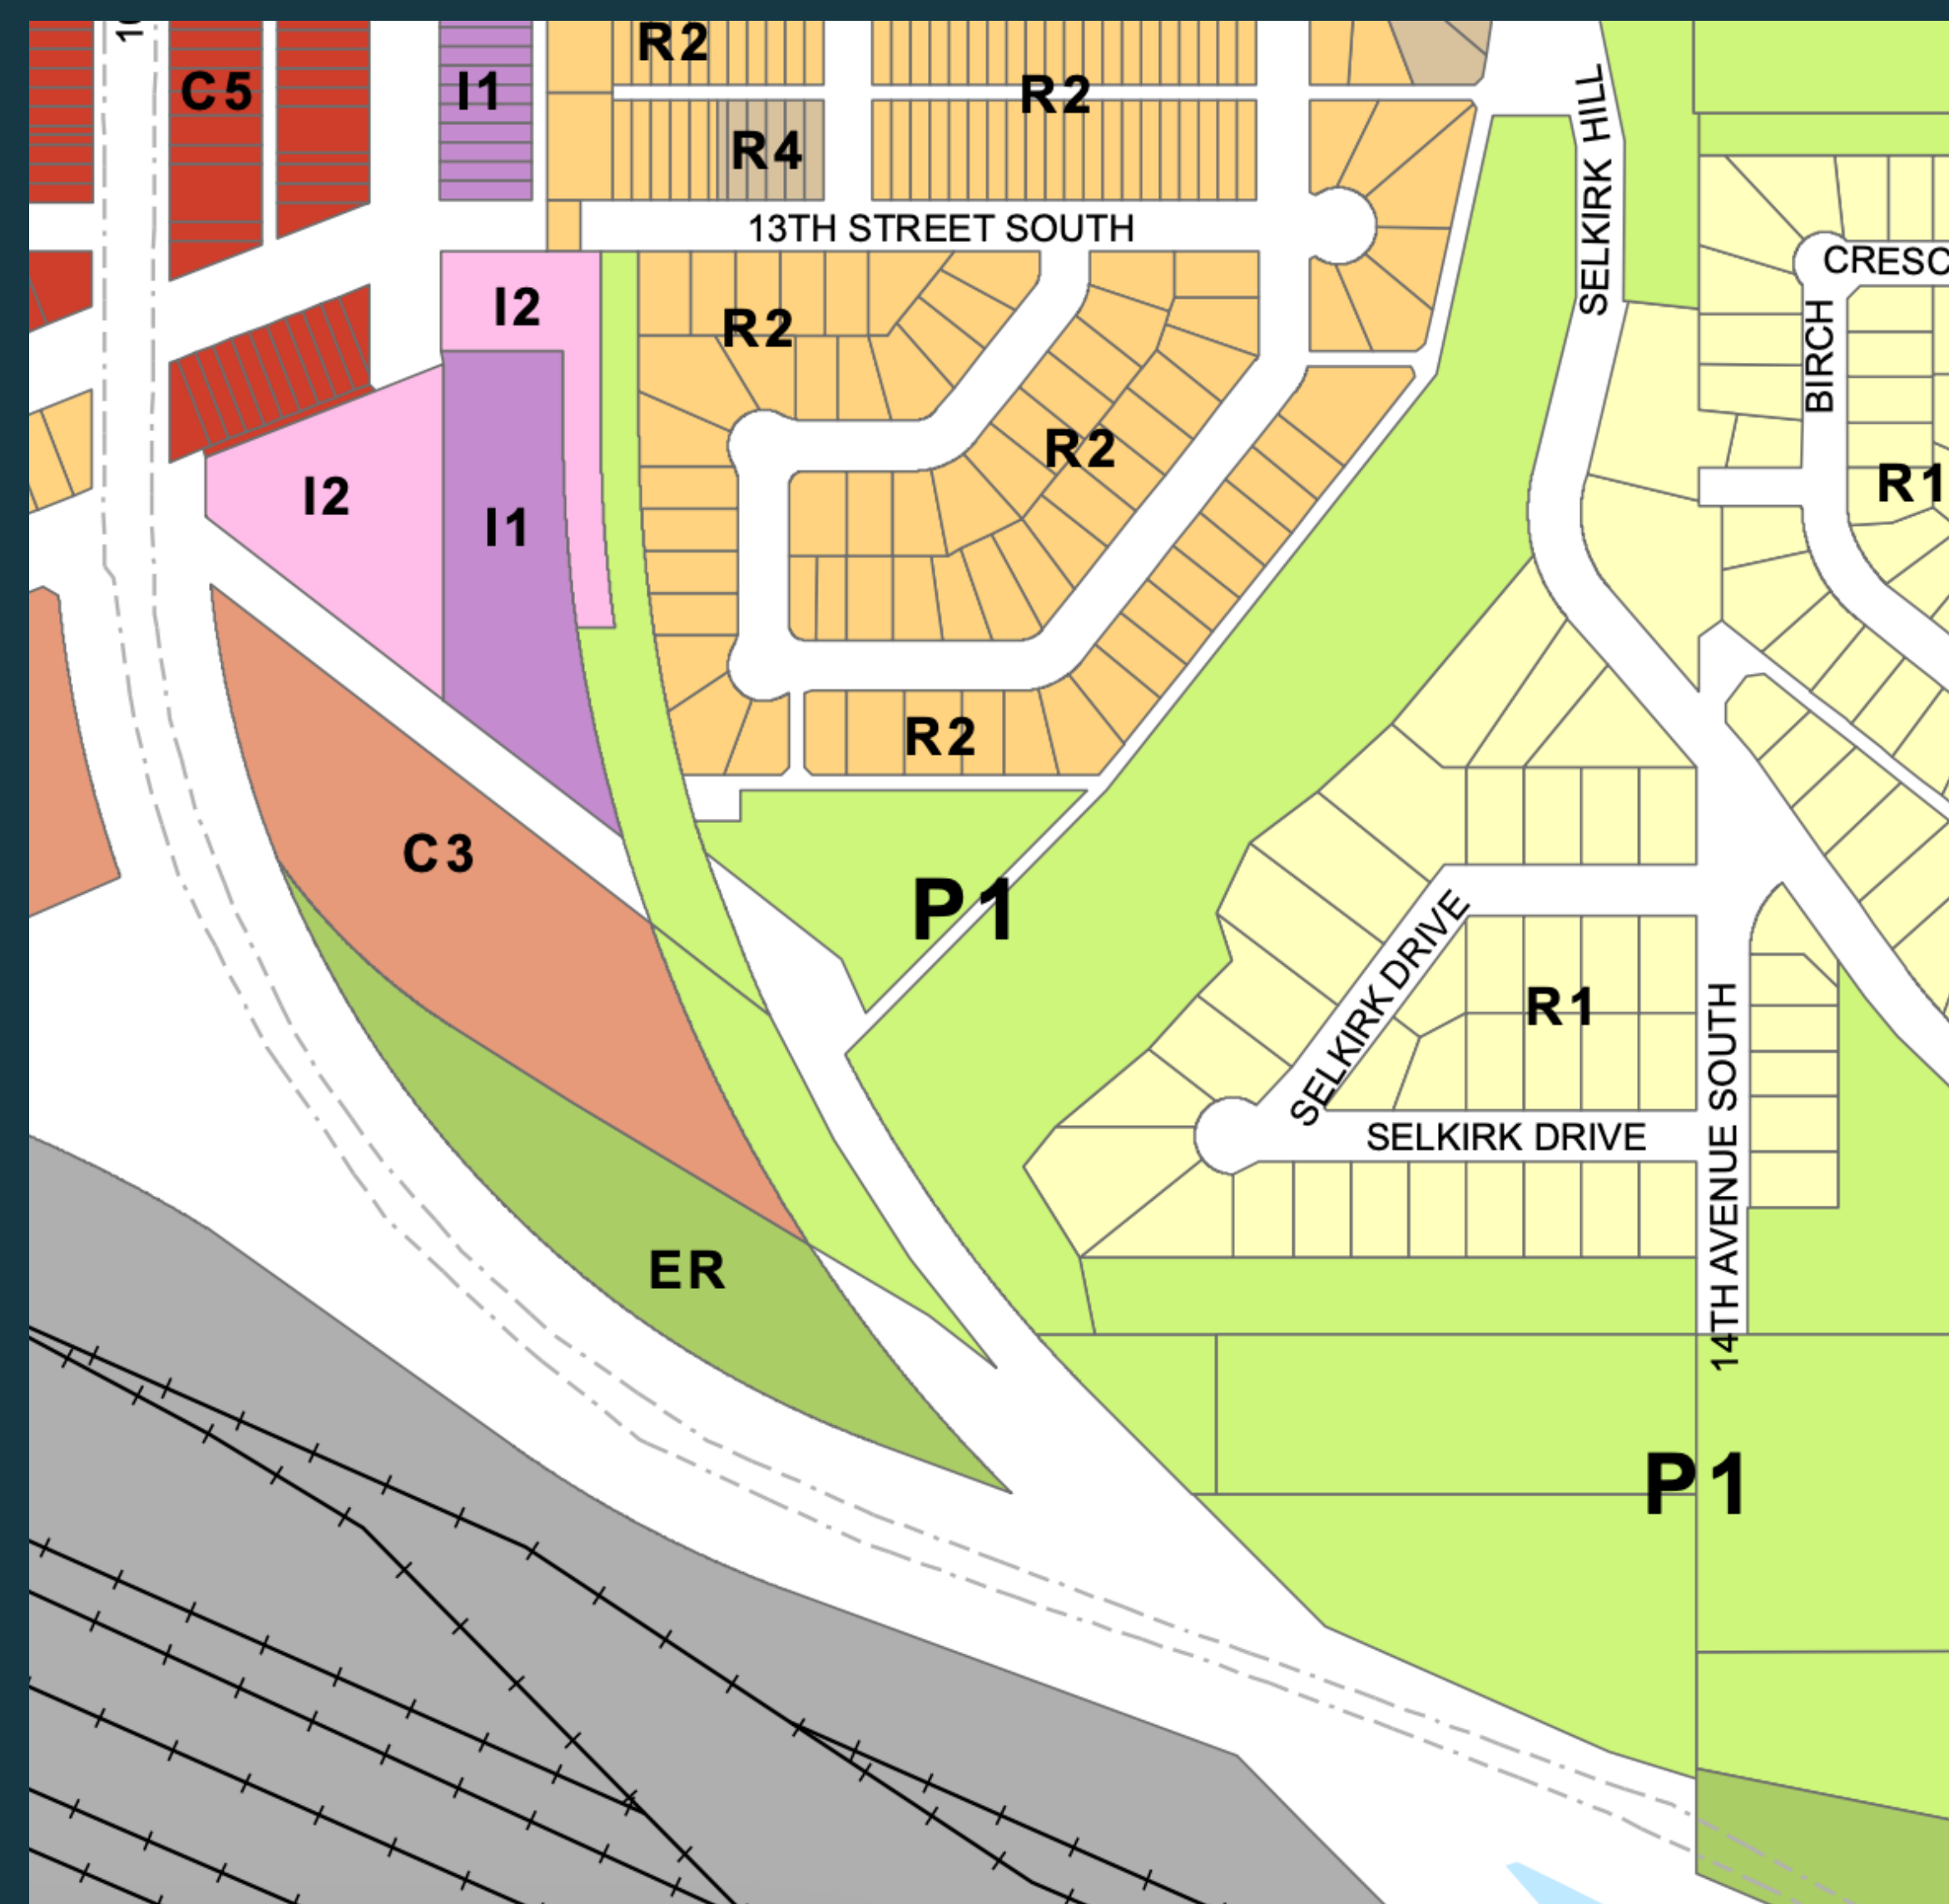 R2
C5
I1
R2
R4
SELKIRK HILL
13TH STREET SOUTH
CRESC
I2
R2
BIRCH
R2
I2
I1
R1
R2
C3
P1
SELKIRK DRIVE
R1
SELKIRK DRIVE
14TH AVENUE SOUTH
ER
P1